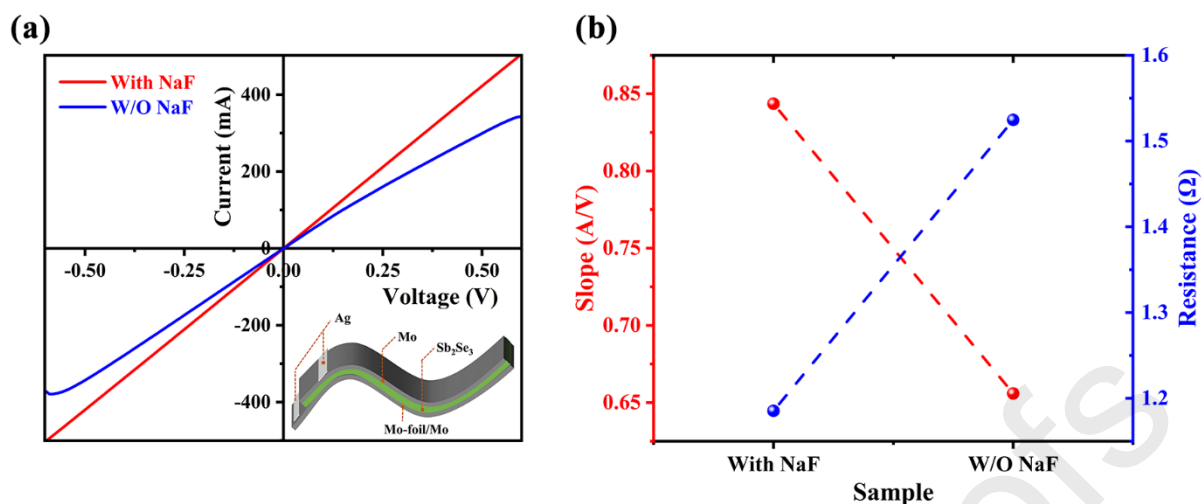 (a)
With NaF
W/O NaF
Current (mA)
400
200
0
-200
-400
-0.50
-0.25
0.00
0.25
0.50
Voltage (V)
Ag
Mo
Sb₂Se₃
Mo-foil/Mo
(b)
Slope (A/V)
0.85
0.80
0.75
0.70
0.65
Resistance (Ω)
1.6
1.5
1.4
1.3
1.2
With NaF
W/O NaF
Sample
ofs